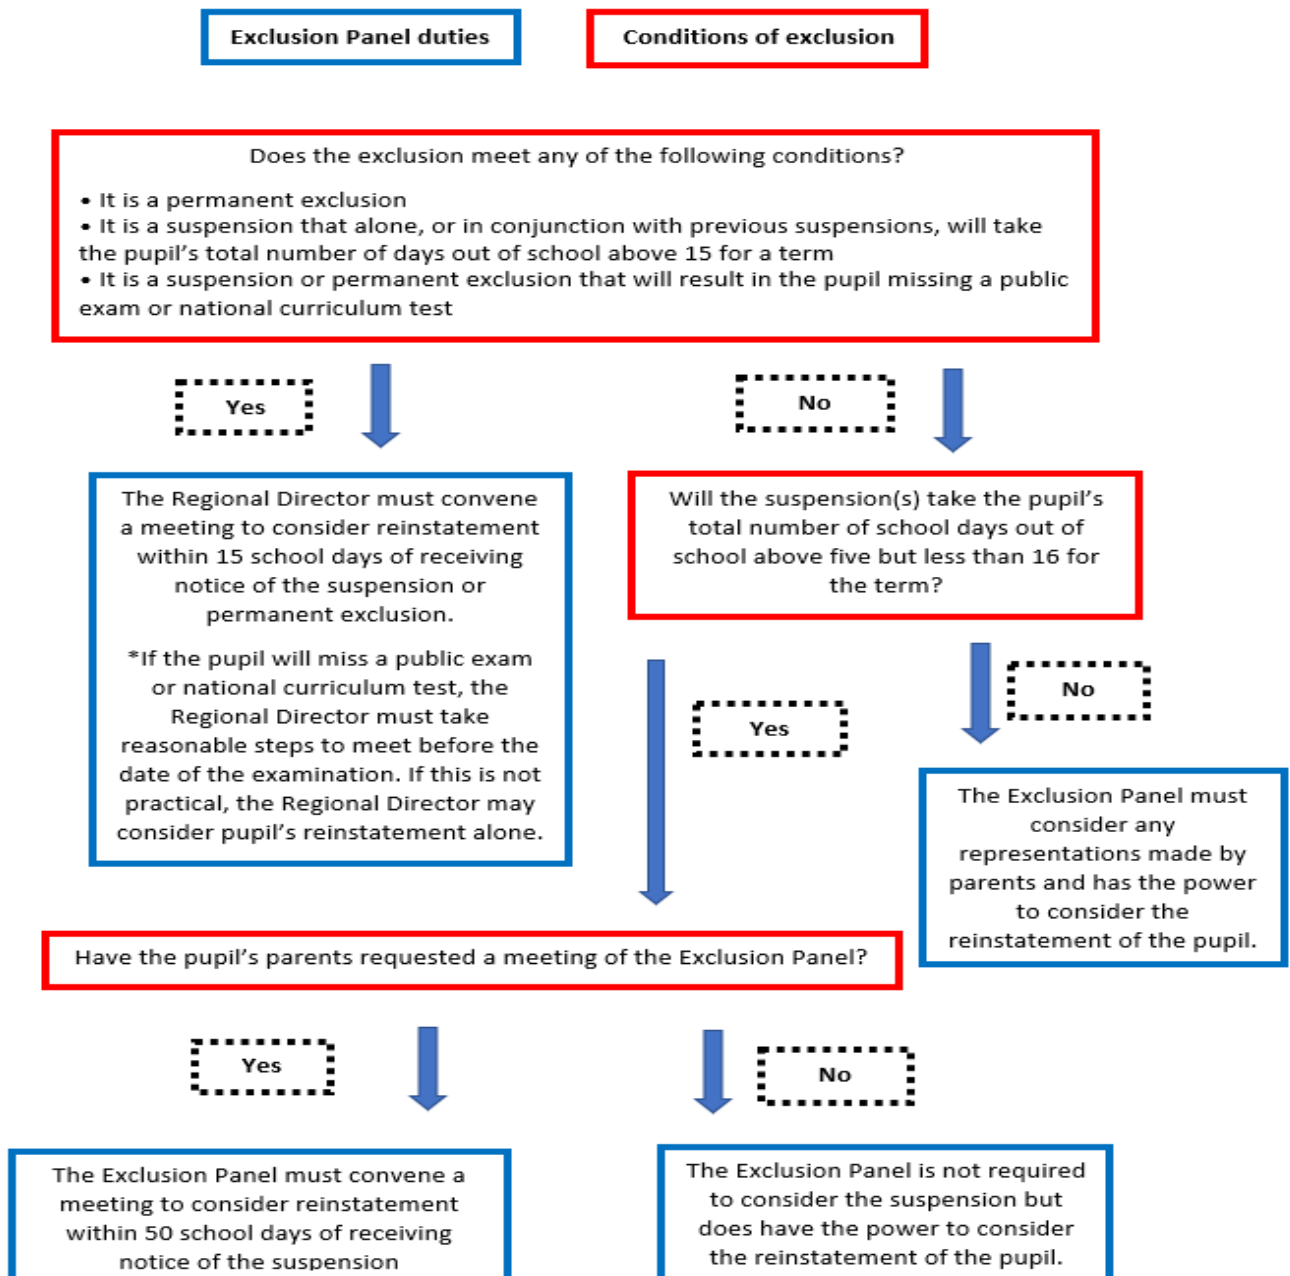 Exclusion Panel duties
Conditions of exclusion
Does the exclusion meet any of the following conditions?
• It is a permanent exclusion
• It is a suspension that alone, or in conjunction with previous suspensions, will take
the pupil's total number of days out of school above 15 for a term
• It is a suspension or permanent exclusion that will result in the pupil missing a public
exam or national curriculum test
Yes
No
The Regional Director must convene
a meeting to consider reinstatement
within 15 school days of receiving
notice of the suspension or
permanent exclusion.
*If the pupil will miss a public exam
or national curriculum test, the
Regional Director must take
reasonable steps to meet before the
date of the examination. If this is not
practical, the Regional Director may
consider pupil's reinstatement alone.
Will the suspension(s) take the pupil's
total number of school days out of
school above five but less than 16 for
the term?
Yes
No
The Exclusion Panel must
consider any
representations made by
parents and has the power
to consider the
reinstatement of the pupil.
Have the pupil's parents requested a meeting of the Exclusion Panel?
Yes
No
The Exclusion Panel must convene a
meeting to consider reinstatement
within 50 school days of receiving
notice of the suspension
The Exclusion Panel is not required
to consider the suspension but
does have the power to consider
the reinstatement of the pupil.